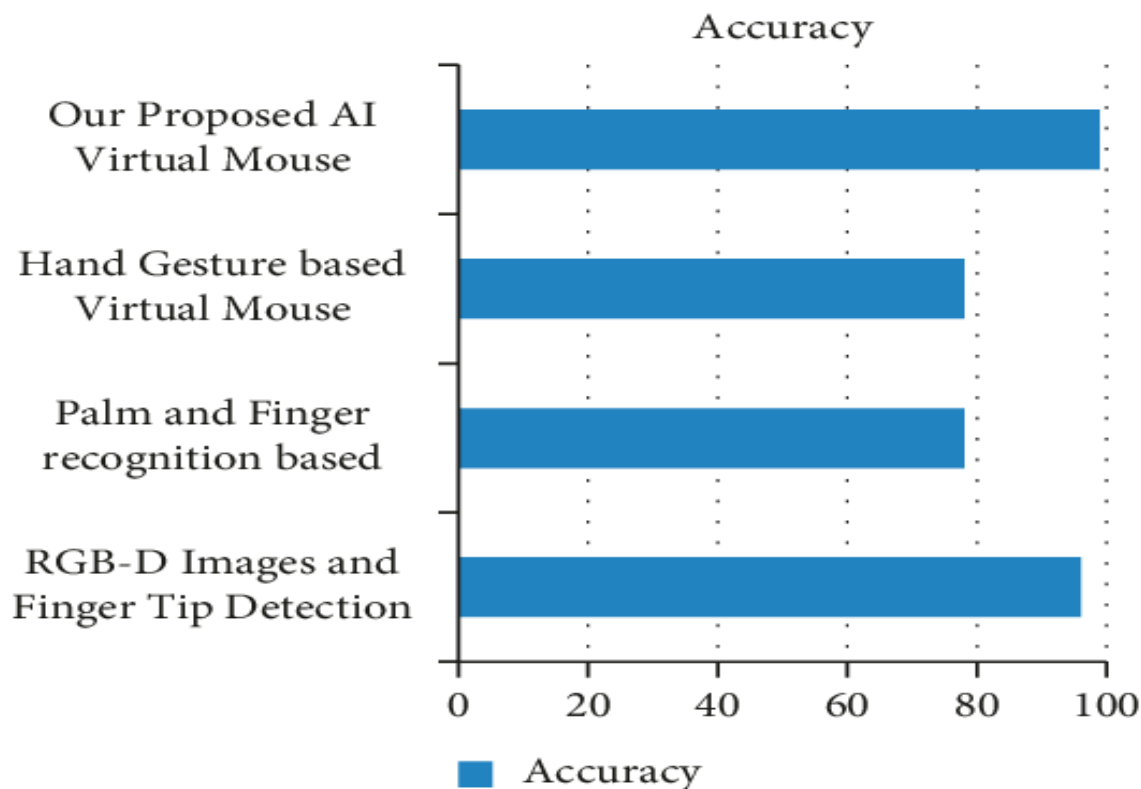 Accuracy
Our Proposed AI
Virtual Mouse
Hand Gesture based
Virtual Mouse
Palm and Finger
recognition based
RGB-D Images and
Finger Tip Detection
0 20 40 60 80 100
Accuracy